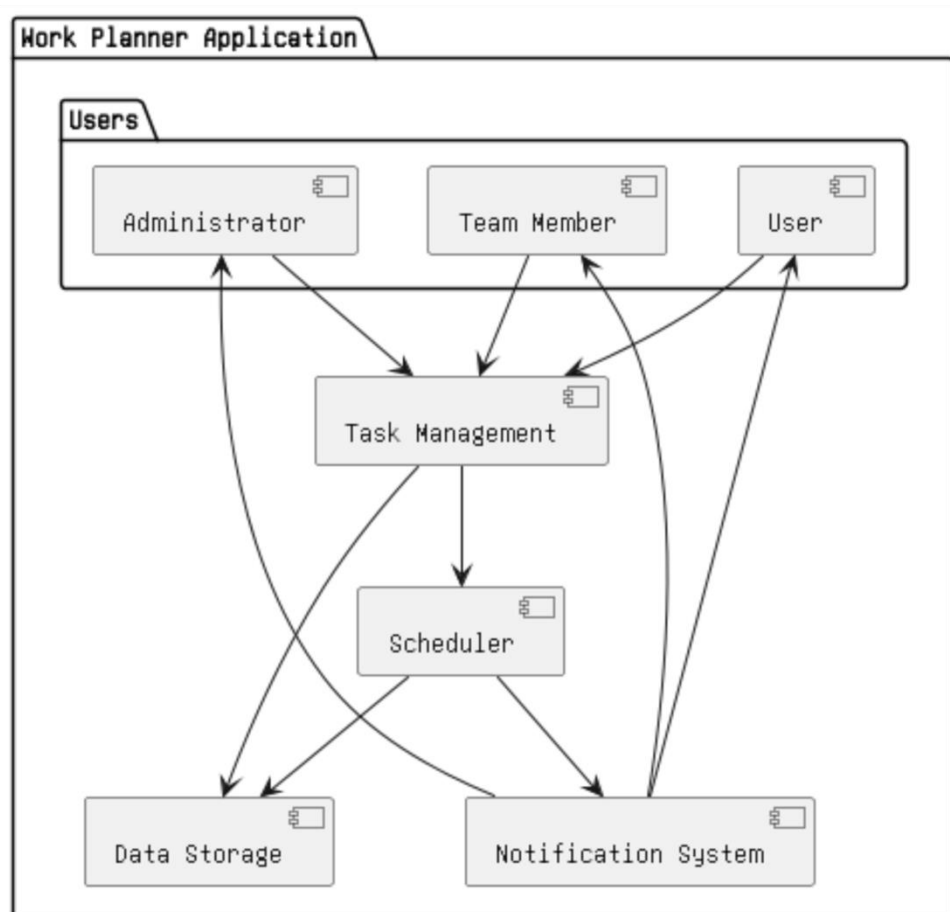 Work Planner Application
Users
Administrator
Team Member
User
Task Management
Scheduler
Data Storage
Notification System